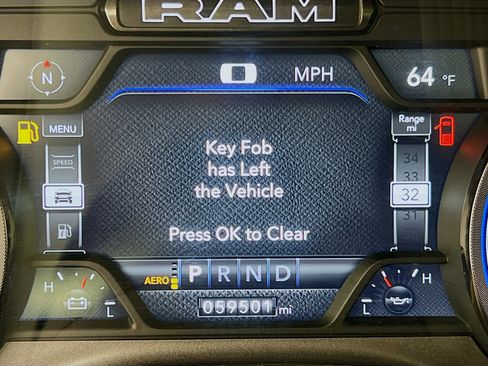 RAM
N
0 MPH
64 °F
MENU
Range
mi
SPEED
34
33
32
31
Key Fob
has Left
the Vehicle
Press OK to Clear
AERO P R N D
H
L
059501 mi
H
L